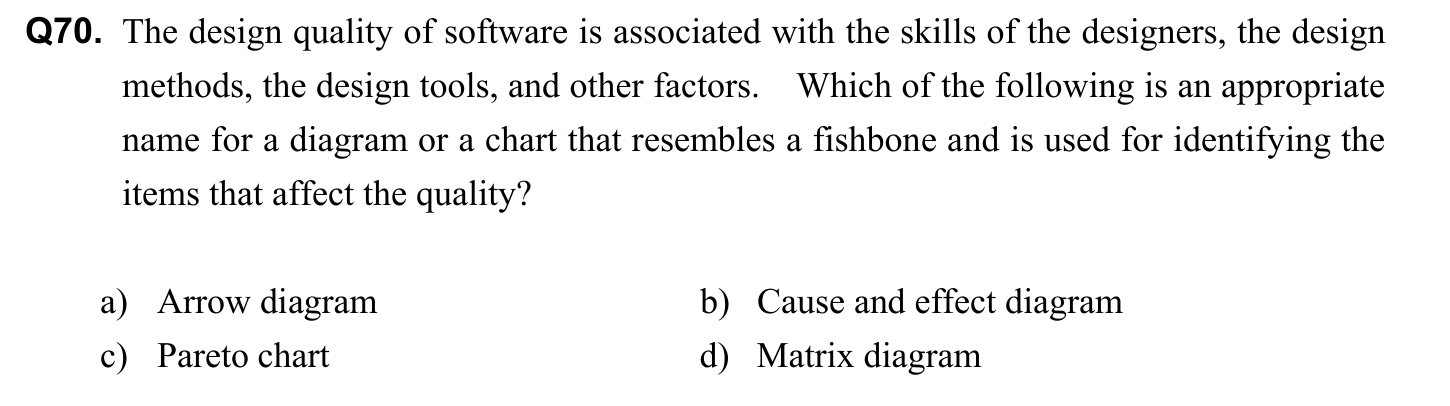 Q70. The design quality of software is associated with the skills of the designers, the design
methods, the design tools, and other factors. Which of the following is an appropriate
name for a diagram or a chart that resembles a fishbone and is used for identifying the
items that affect the quality?
a) Arrow diagram b) Cause and effect diagram
c) Pareto chart d) Matrix diagram